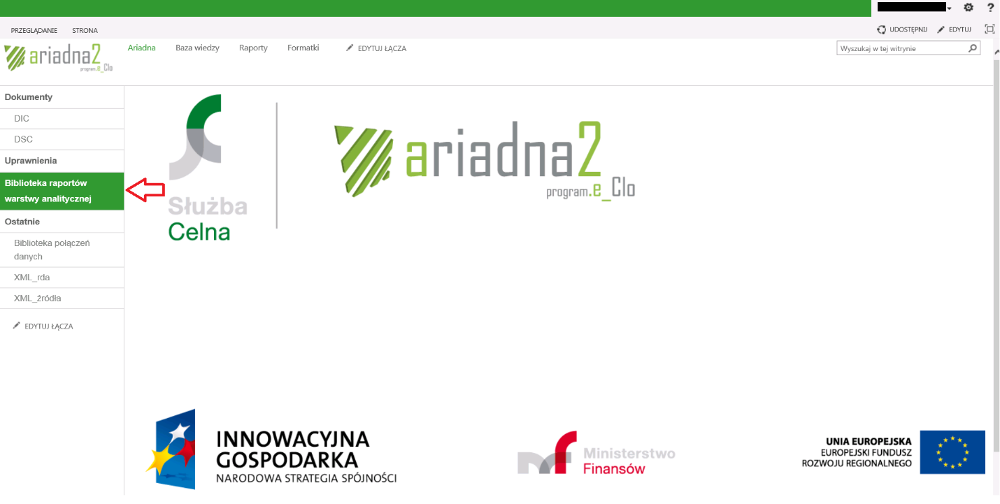 ?
PRZEGLĄDANIE STRONA
UDOSTĘPNIJ EDYTUJ
ariadna2
program.e_Clo
Ariadna Baza wiedzy Raporty Formatki EDYTUJ ŁĄCZA
Wyszukaj w tej witrynie
Dokumenty
DIC
DSC
Uprawnienia
Biblioteka raportów
warstwy analitycznej
Ostatnie
Biblioteka połączeń
danych
XML_rda
XML_źródła
EDYTUJ ŁĄCZA
Służba
Celna
ariadna2
program.e_Clo
INNOWACYJNA
GOSPODARKA
NARODOWA STRATEGIA SPÓJNOŚCI
Ministerstwo
Finansów
UNIA EUROPEJSKA
EUROPEJSKI FUNDUSZ
ROZWOJU REGIONALNEGO